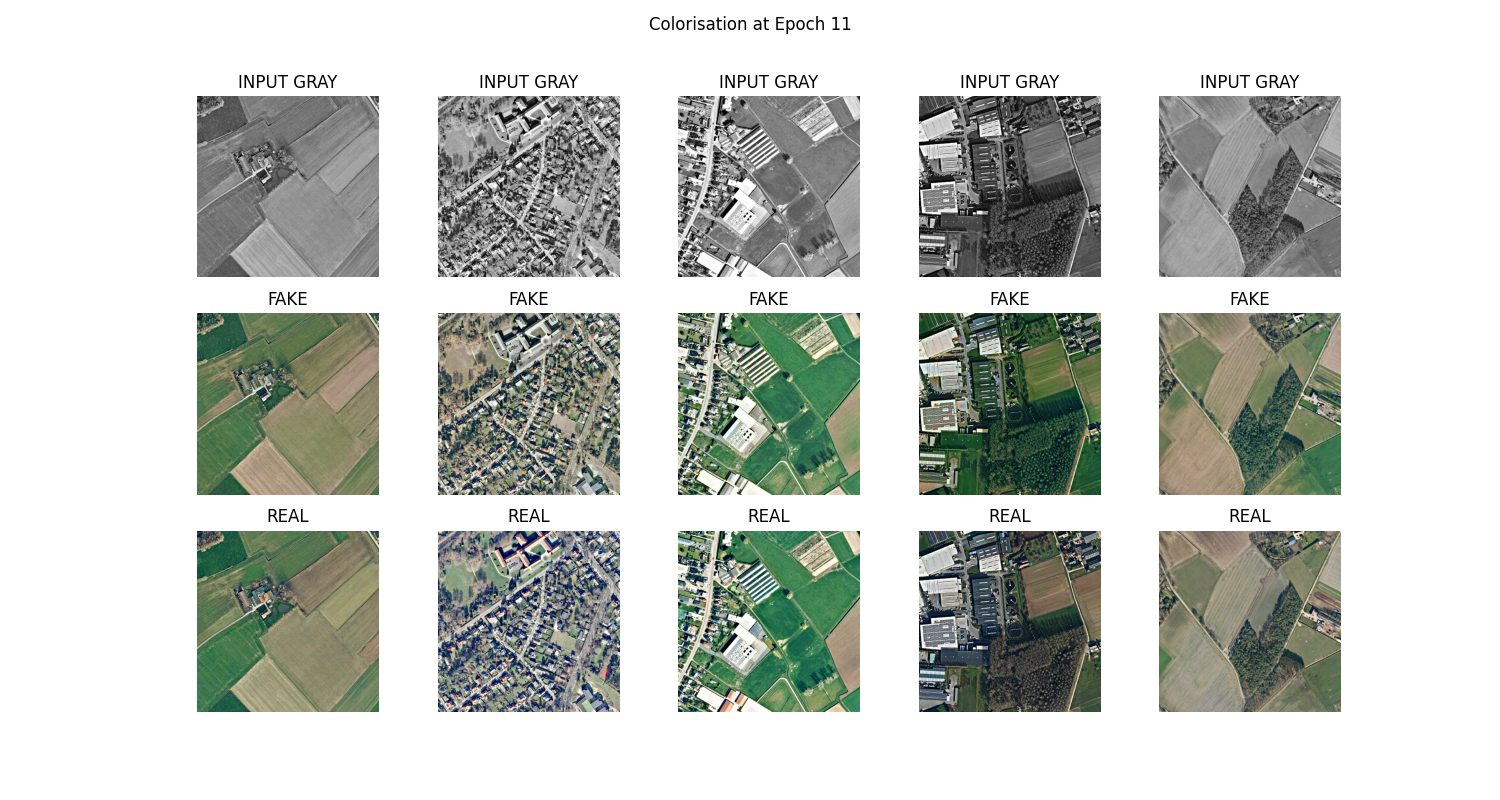 Colorisation at Epoch 11
INPUT GRAY INPUT GRAY INPUT GRAY INPUT GRAY INPUT GRAY
FAKE FAKE FAKE FAKE FAKE
REAL REAL REAL REAL REAL